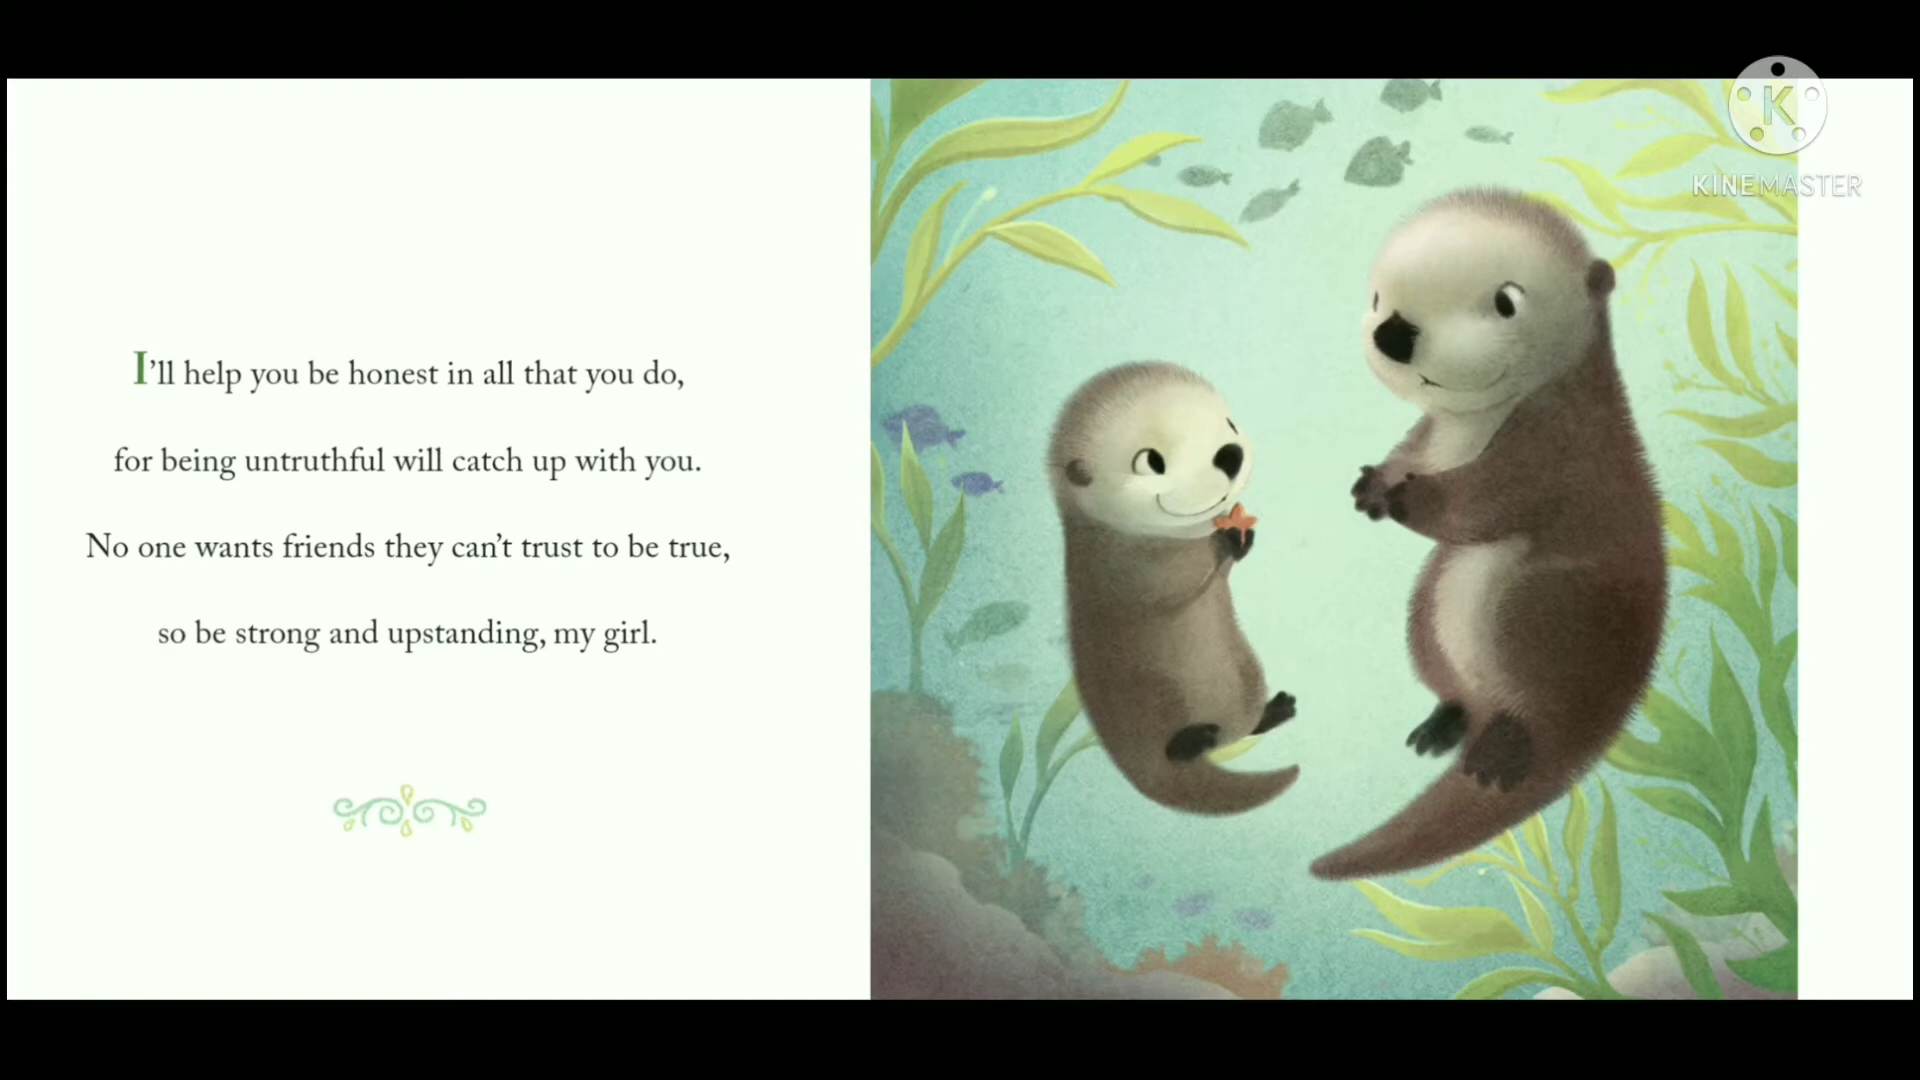 I’ll help you be honest in all that you do,
for being untruthful will catch up with you.
No one wants friends they can’t trust to be true,
so be strong and upstanding, my girl.
K
KINEMASTER